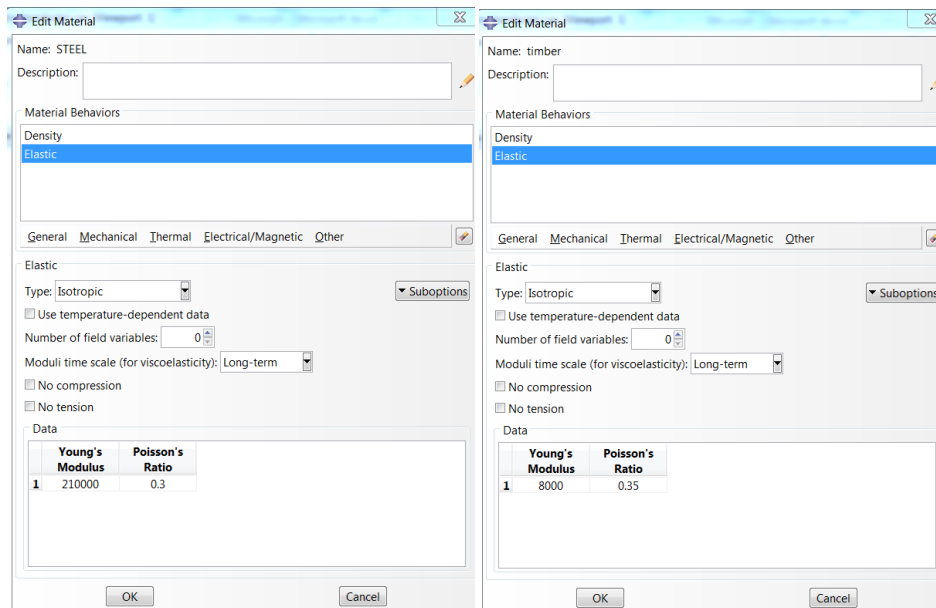 Edit Material
Name: STEEL
Description:
Material Behaviors
Density
Elastic
General Mechanical Thermal Electrical/Magnetic Other
Elastic
Type: Isotropic
Suboptions
Use temperature-dependent data
Number of field variables: 0
Moduli time scale (for viscoelasticity): Long-term
No compression
No tension
Data
Young's Modulus Poisson's Ratio
1 210000 0.3
OK Cancel
Edit Material
Name: timber
Description:
Material Behaviors
Density
Elastic
General Mechanical Thermal Electrical/Magnetic Other
Elastic
Type: Isotropic
Suboptions
Use temperature-dependent data
Number of field variables: 0
Moduli time scale (for viscoelasticity): Long-term
No compression
No tension
Data
Young's Modulus Poisson's Ratio
1 8000 0.35
OK Cancel